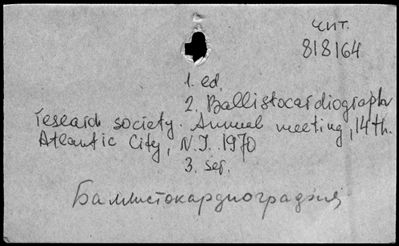 чит.
818164
1. ed.
2. Ballistocardiograph
research society. Annual meeting, 14th.
Atlantic City, N.J. 1970
3. ser.
Баллистокардиография